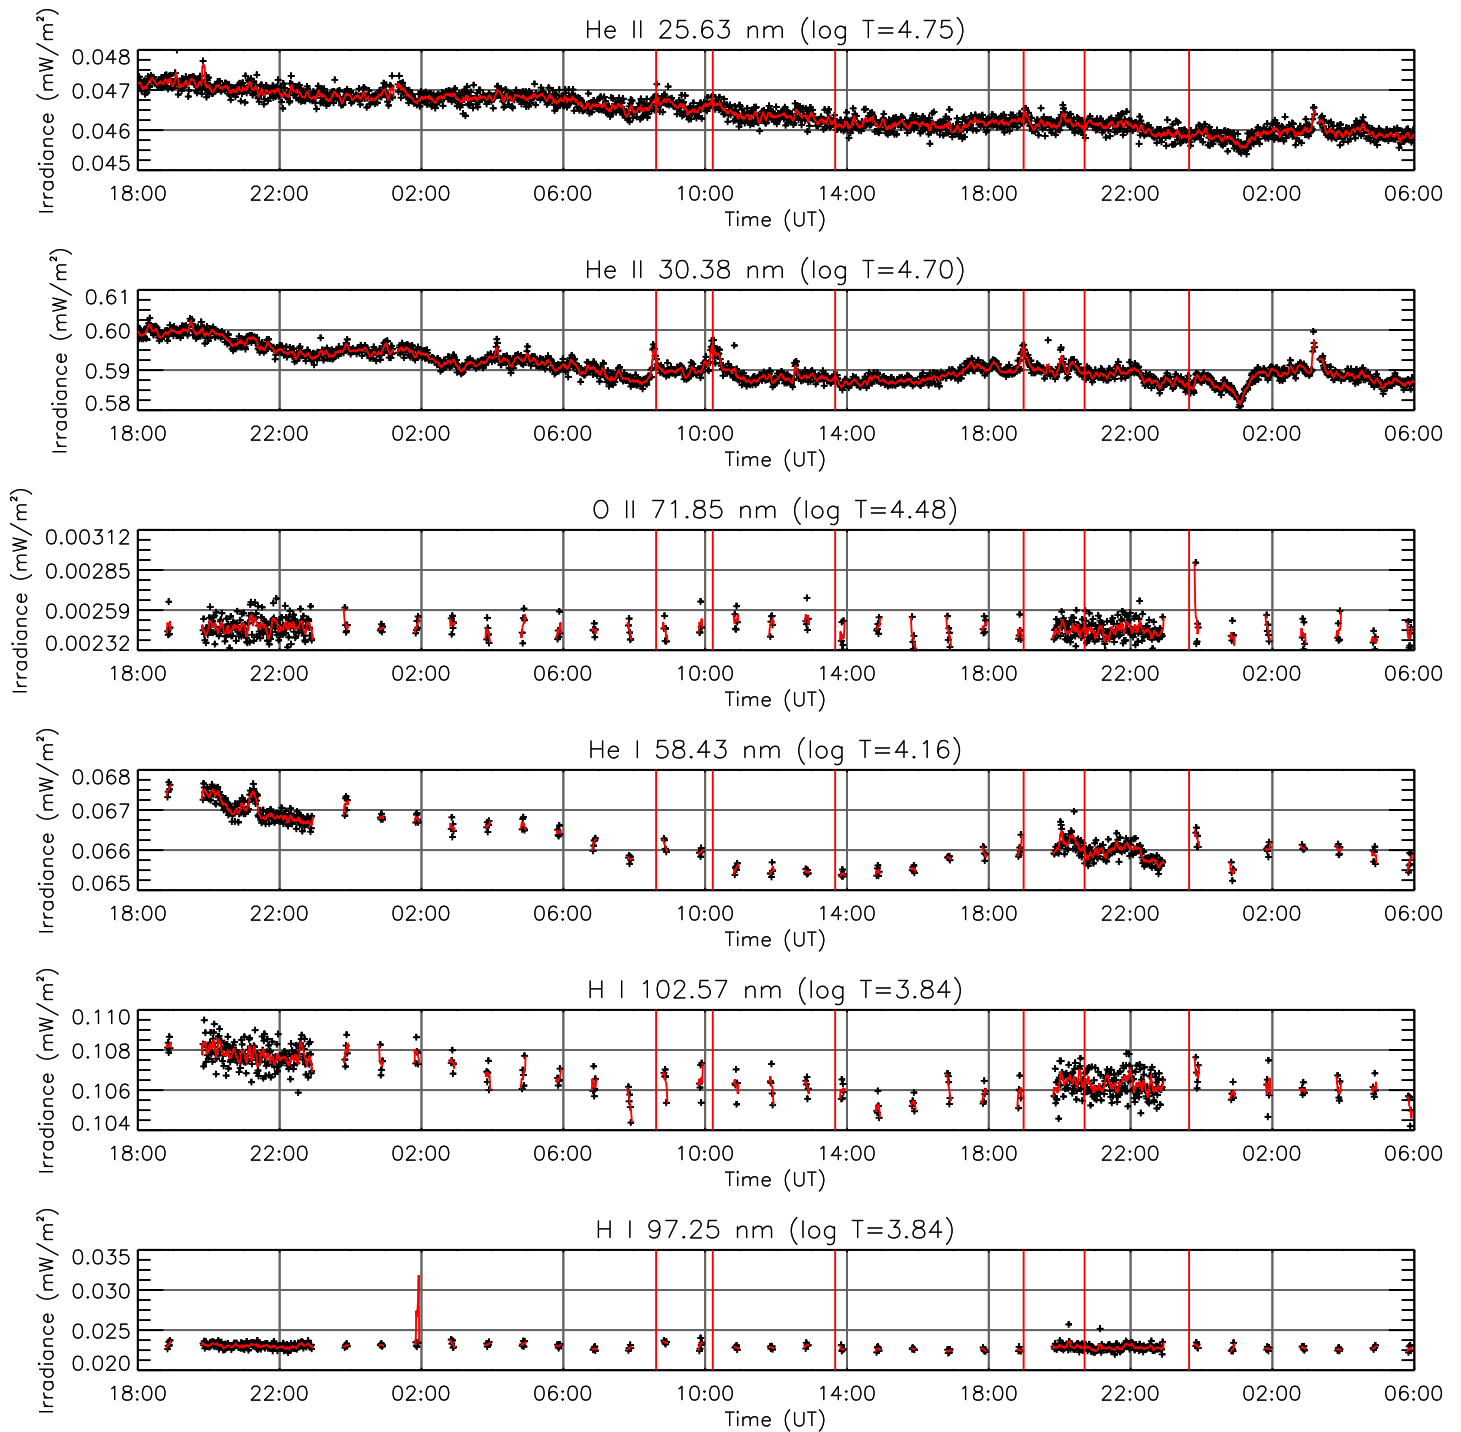 He II 25.63 nm (log T=4.75)
Irradiance (mW/m²)
0.048
0.047
0.046
0.045
18:00 22:00 02:00 06:00 10:00 14:00 18:00 22:00 02:00 06:00
Time (UT)
He II 30.38 nm (log T=4.70)
Irradiance (mW/m²)
0.61
0.60
0.59
0.58
18:00 22:00 02:00 06:00 10:00 14:00 18:00 22:00 02:00 06:00
Time (UT)
O II 71.85 nm (log T=4.48)
Irradiance (mW/m²)
0.00312
0.00285
0.00259
0.00232
18:00 22:00 02:00 06:00 10:00 14:00 18:00 22:00 02:00 06:00
Time (UT)
He I 58.43 nm (log T=4.16)
Irradiance (mW/m²)
0.068
0.067
0.066
0.065
18:00 22:00 02:00 06:00 10:00 14:00 18:00 22:00 02:00 06:00
Time (UT)
H I 102.57 nm (log T=3.84)
Irradiance (mW/m²)
0.110
0.108
0.106
0.104
18:00 22:00 02:00 06:00 10:00 14:00 18:00 22:00 02:00 06:00
Time (UT)
H I 97.25 nm (log T=3.84)
Irradiance (mW/m²)
0.035
0.030
0.025
0.020
18:00 22:00 02:00 06:00 10:00 14:00 18:00 22:00 02:00 06:00
Time (UT)